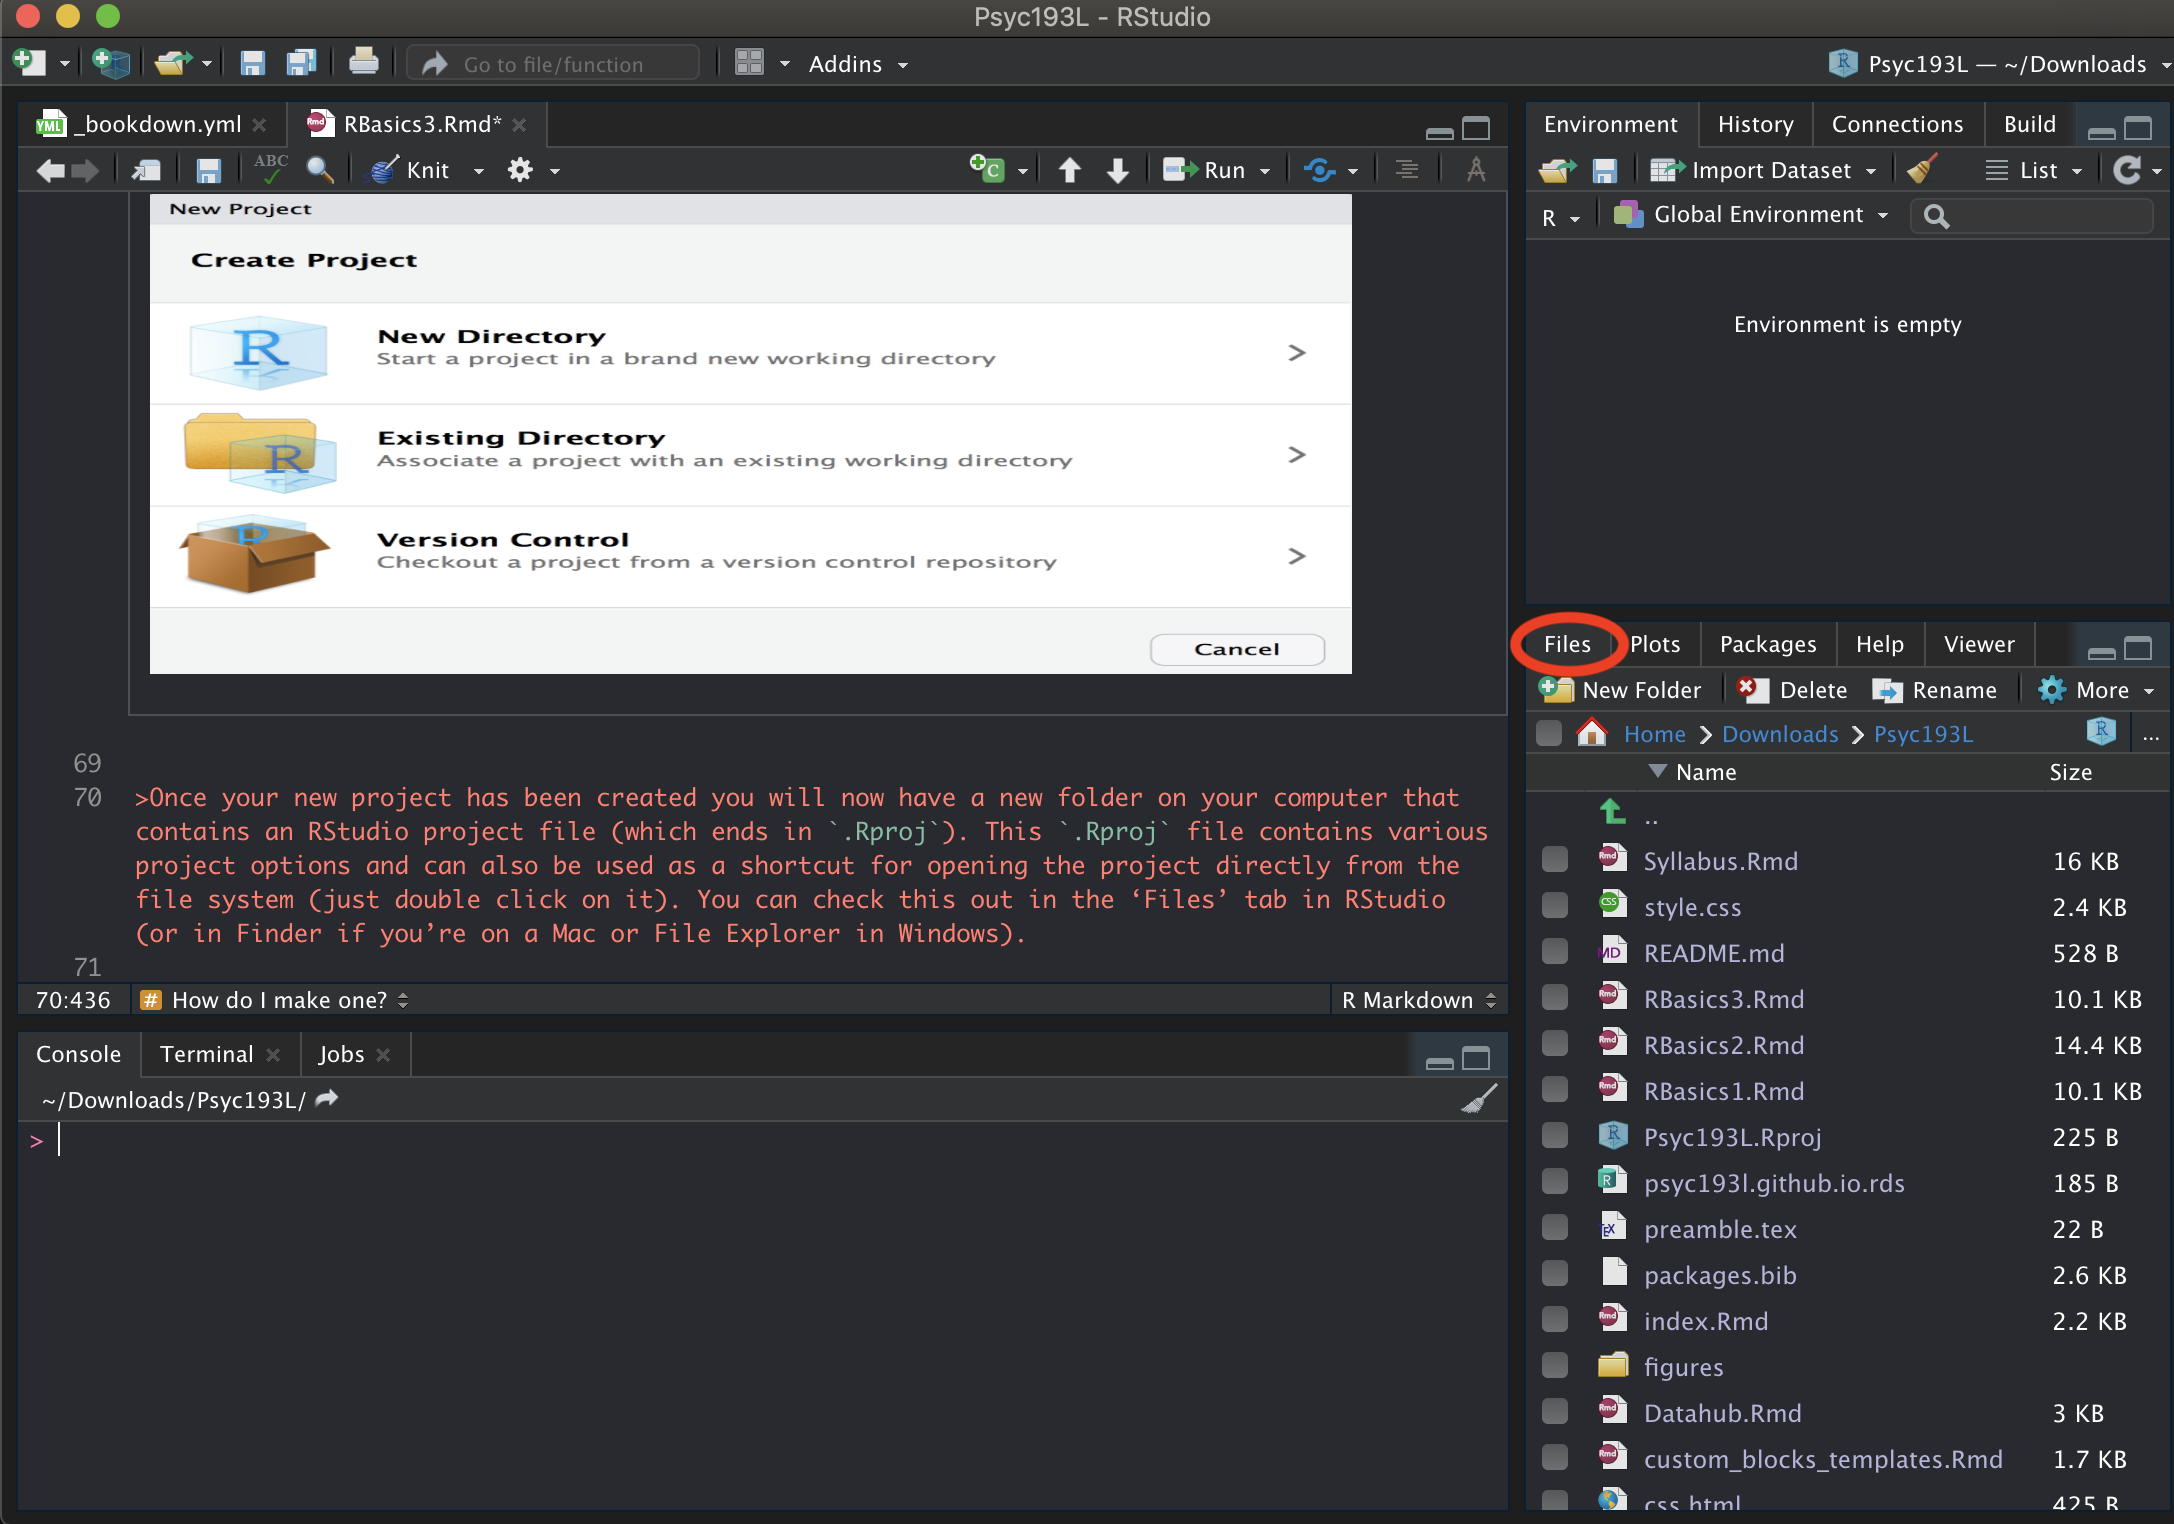 Psyc193L - RStudio
Go to file/function
Addins
Psyc193L — ~/Downloads
YML _bookdown.yml
Rmd RBasics3.Rmd*
ABC
Knit
C
Run
New Project
Create Project
R
New Directory
Start a project in a brand new working directory
R
Existing Directory
Associate a project with an existing working directory
R
Version Control
Checkout a project from a version control repository
Cancel
69
70 >Once your new project has been created you will now have a new folder on your computer that
contains an RStudio project file (which ends in `.Rproj`). This `.Rproj` file contains various
project options and can also be used as a shortcut for opening the project directly from the
file system (just double click on it). You can check this out in the ‘Files’ tab in RStudio
(or in Finder if you’re on a Mac or File Explorer in Windows).
71
70:436 # How do I make one? R Markdown
Console Terminal Jobs
~/Downloads/Psyc193L/
>
Environment History Connections Build
Import Dataset List
R Global Environment
Environment is empty
Files Plots Packages Help Viewer
New Folder Delete Rename More
Home Downloads Psyc193L R ...
Name Size
..
Rmd Syllabus.Rmd 16 KB
CSS style.css 2.4 KB
MD README.md 528 B
Rmd RBasics3.Rmd 10.1 KB
Rmd RBasics2.Rmd 14.4 KB
Rmd RBasics1.Rmd 10.1 KB
R Psyc193L.Rproj 225 B
R psyc193l.github.io.rds 185 B
EX preamble.tex 22 B
packages.bib 2.6 KB
Rmd index.Rmd 2.2 KB
figures
Rmd Datahub.Rmd 3 KB
Rmd custom_blocks_templates.Rmd 1.7 KB
css.html 425 B